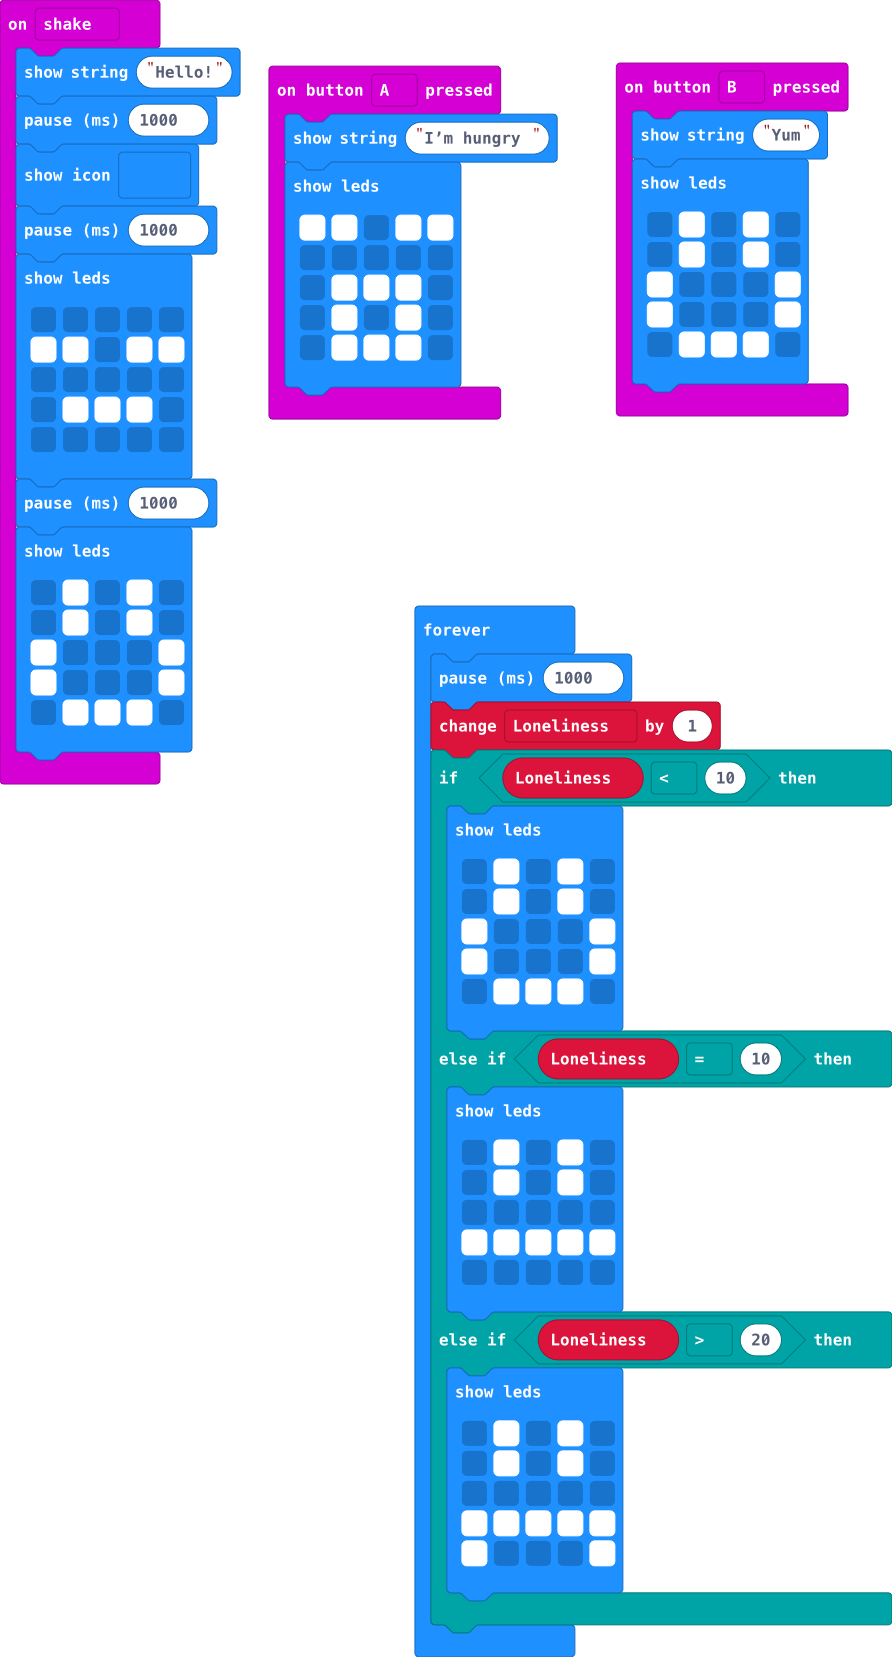 on shake
show string "Hello!"
pause (ms) 1000
show icon
pause (ms) 1000
show leds
pause (ms) 1000
show leds
on button A pressed
show string "I’m hungry "
show leds
on button B pressed
show string "Yum"
show leds
forever
pause (ms) 1000
change Loneliness by 1
if Loneliness < 10 then
show leds
else if Loneliness = 10 then
show leds
else if Loneliness > 20 then
show leds